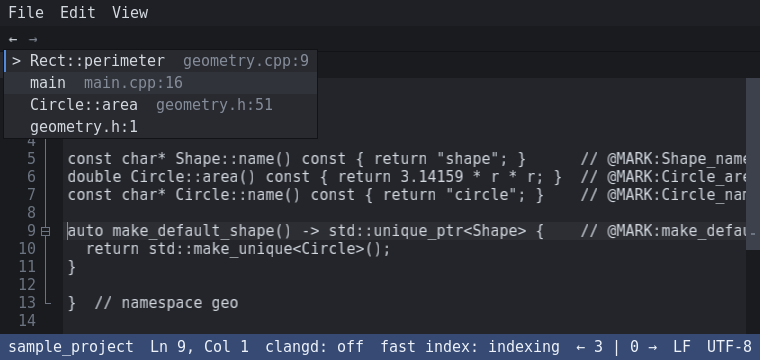 File Edit View
← →
> Rect::perimeter geometry.cpp:9
main main.cpp:16
Circle::area geometry.h:51
geometry.h:1
4
5 const char* Shape::name() const { return "shape"; } // @MARK:Shape_name
6 double Circle::area() const { return 3.14159 * r * r; } // @MARK:Circle_are
7 const char* Circle::name() const { return "circle"; } // @MARK:Circle_nam
8
9 auto make_default_shape() -> std::unique_ptr<Shape> { // @MARK:make_defau
10 return std::make_unique<Circle>();
11 }
12
13 } // namespace geo
14
sample_project Ln 9, Col 1 clangd: off fast index: indexing ← 3 | 0 → LF UTF-8